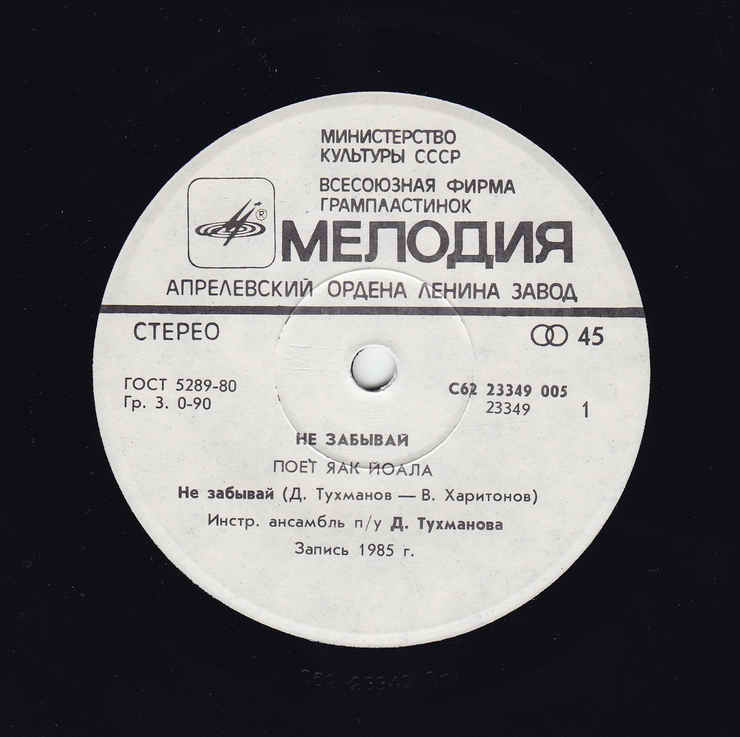 МИНИСТЕРСТВО
КУЛЬТУРЫ СССР
ВСЕСОЮЗНАЯ ФИРМА
ГРАМПЛАСТИНОК
®
МЕЛОДИЯ
АПРЕЛЕВСКИЙ ОРДЕНА ЛЕНИНА ЗАВОД
СТЕРЕО 45
ГОСТ 5289-80 С62 23349 005
Гр. 3. 0-90 23349 1
НЕ ЗАБЫВАЙ
ПОЕТ ЯАК ЙОАЛА
Не забывай (Д. Тухманов — В. Харитонов)
Инстр. ансамбль п/у Д. Тухманова
Запись 1985 г.